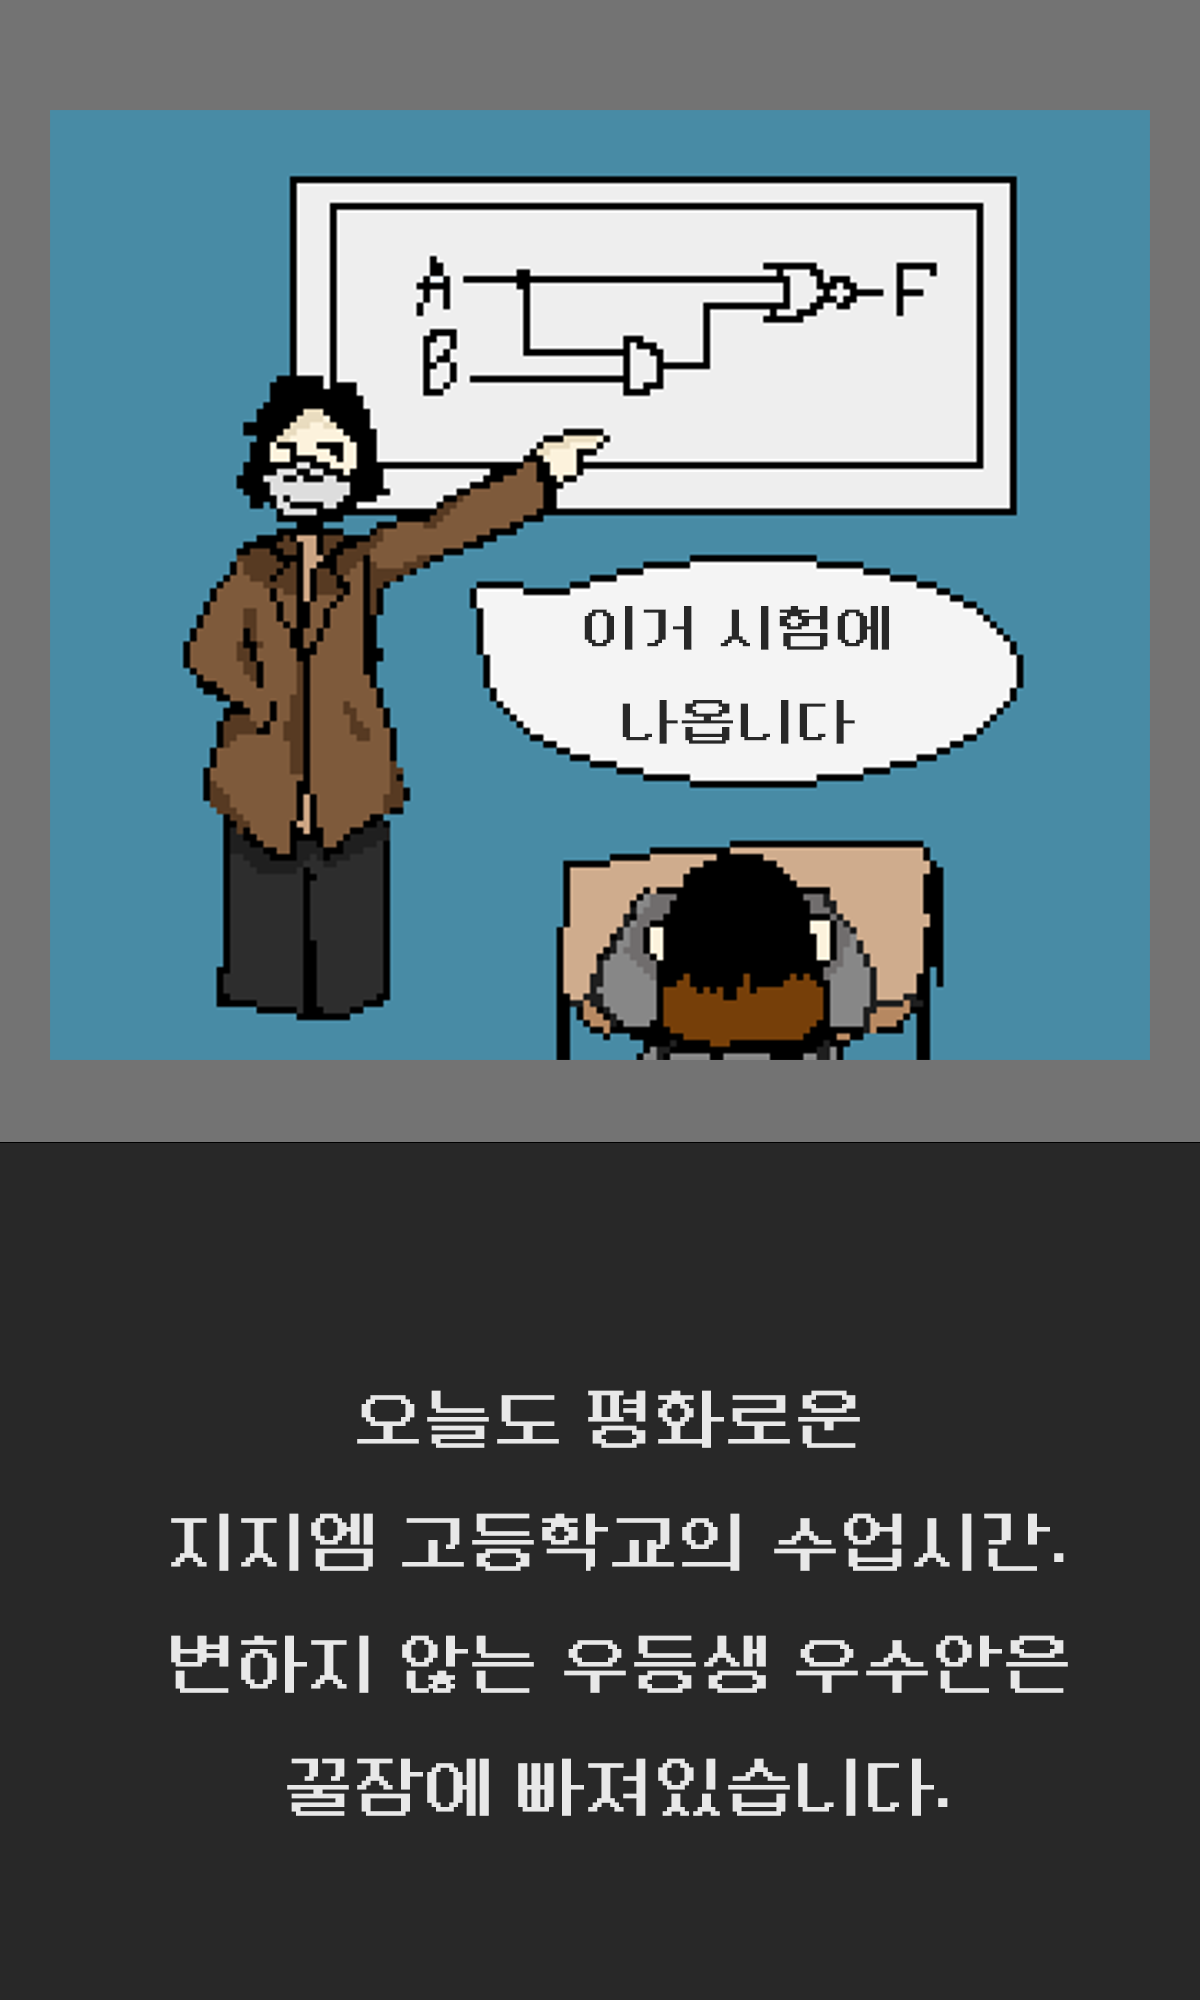 A
F
B
이거 시험에
나옵니다
오늘도 평화로운
지지엠 고등학교의 수업시간.
변하지 않는 우등생 우수안은
꿀잠에 빠져있습니다.